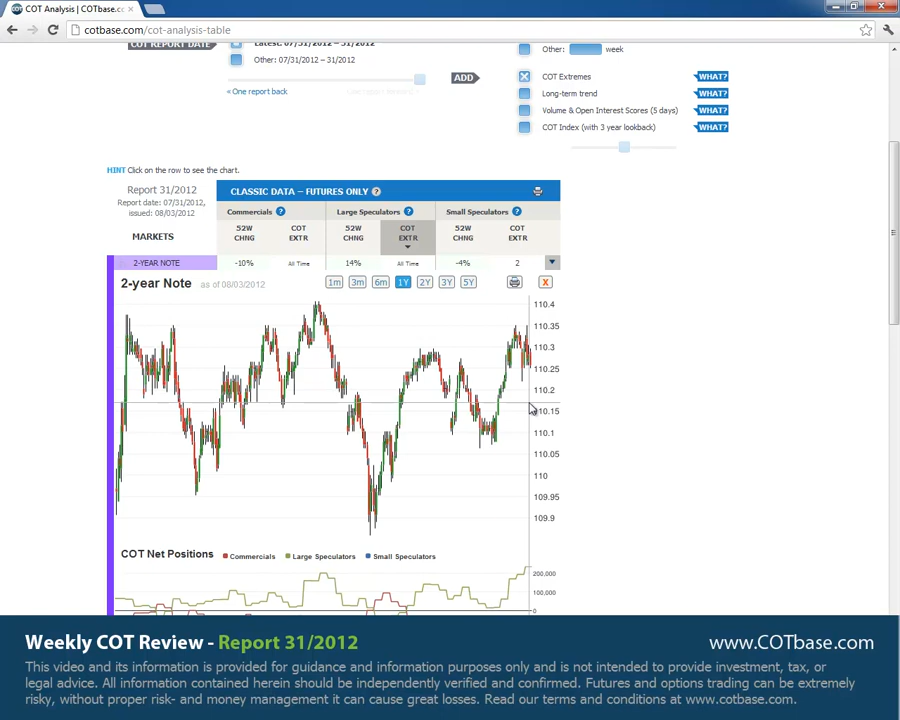 COT Analysis | COTbase.cc
cotbase.com/cot-analysis-table
COT REPORT DATE
Latest: 07/31/2012 – 31/2012
Other: 07/31/2012 – 31/2012
ADD
« One report back
Other: week
COT Extremes WHAT?
Long-term trend WHAT?
Volume & Open Interest Scores (5 days) WHAT?
COT Index (with 3 year lookback) WHAT?
HINT Click on the row to see the chart.
Report 31/2012
Report date: 07/31/2012,
issued: 08/03/2012
MARKETS
CLASSIC DATA – FUTURES ONLY ?
Commercials ? Large Speculators ? Small Speculators ?
52W CHNG COT EXTR 52W CHNG COT EXTR 52W CHNG COT EXTR
2-YEAR NOTE -10% All Time 14% All Time -4% 2
2-year Note as of 08/03/2012 1m 3m 6m 1Y 2Y 3Y 5Y X
110.4
110.35
110.3
110.25
110.2
110.15
110.1
110.05
110
109.95
109.9
COT Net Positions Commercials Large Speculators Small Speculators
200,000
100,000
0
Weekly COT Review - Report 31/2012 www.COTbase.com
This video and its information is provided for guidance and information purposes only and is not intended to provide investment, tax, or
legal advice. All information contained herein should be independently verified and confirmed. Futures and options trading can be extremely
risky, without proper risk- and money management it can cause great losses. Read our terms and conditions at www.cotbase.com.